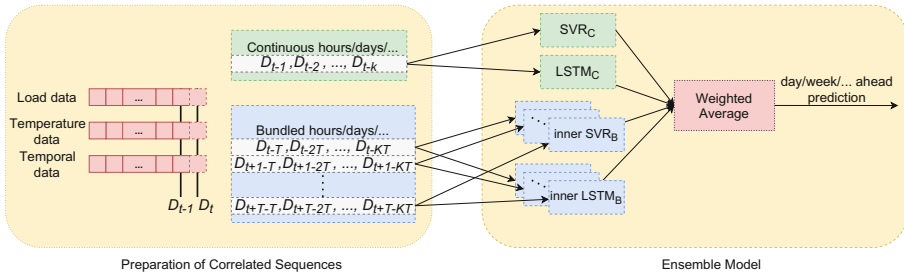 Load data
...
Temperature
data
...
Temporal
data
...
D_{t-1} D_t
Continuous hours/days/...
D_{t-1},D_{t-2}, ..., D_{t-k}
Bundled hours/days/...
D_{t-T},D_{t-2T}, ..., D_{t-KT}
D_{t+1-T},D_{t+1-2T}, ..., D_{t+1-KT}
D_{t+T-T},D_{t+T-2T}, ..., D_{t+T-KT}
SVR_C
LSTM_C
inner SVR_B
inner LSTM_B
Weighted
Average
day/week/... ahead
prediction
Preparation of Correlated Sequences
Ensemble Model